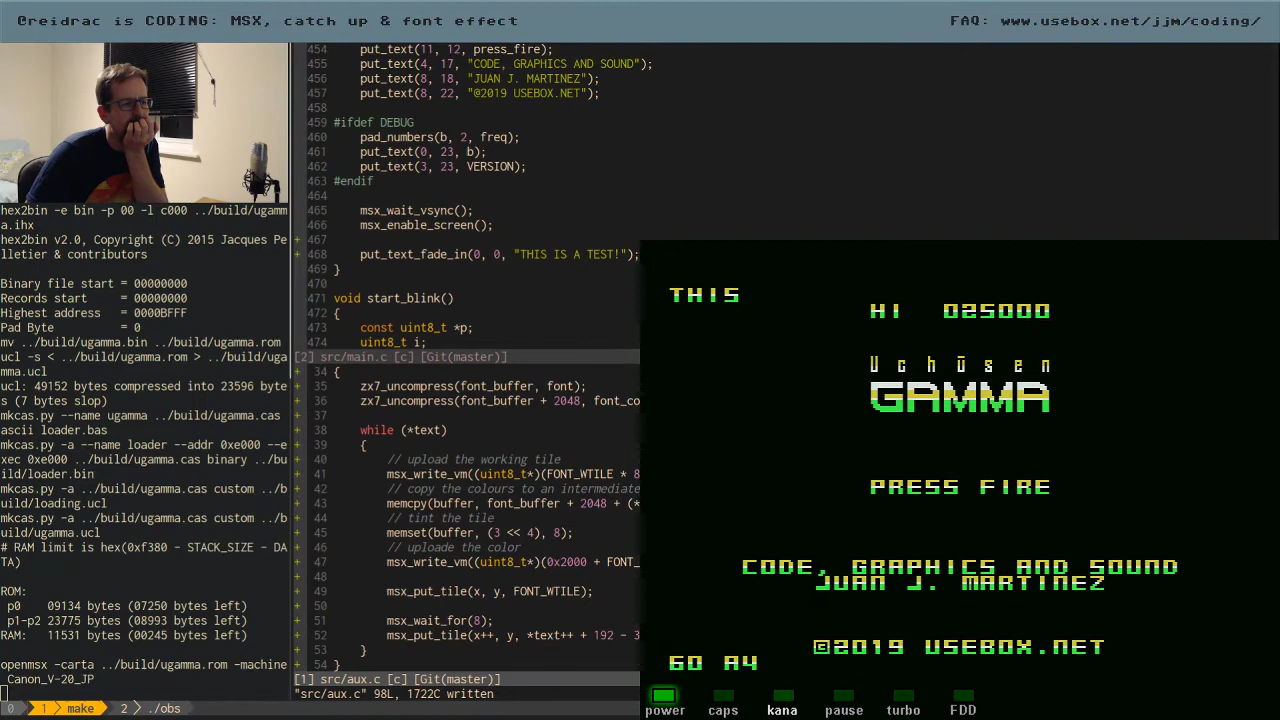 @reidrac is CODING: MSX, catch up & font effect
FAQ: www.usebox.net/jjm/coding/
hex2bin -e bin -p 00 -l c000 ../build/ugamm
a.ihx
hex2bin v2.0, Copyright (C) 2015 Jacques Pe
lletier & contributors
Binary file start = 00000000
Records start     = 00000000
Highest address   = 0000BFFF
Pad Byte          = 0
mv ../build/ugamma.bin ../build/ugamma.rom
ucl -s < ../build/ugamma.rom > ../build/uga
mma.ucl
ucl: 49152 bytes compressed into 23596 byte
s (7 bytes slop)
mkcas.py --name ugamma ../build/ugamma.cas
ascii loader.bas
mkcas.py -a --name loader --addr 0xe000 --e
xec 0xe000 ../build/ugamma.cas binary ../bu
ild/loader.bin
mkcas.py -a ../build/ugamma.cas custom ../b
uild/loading.ucl
mkcas.py -a ../build/ugamma.cas custom ../b
uild/ugamma.ucl
# RAM limit is hex(0xf380 - STACK_SIZE - DA
TA)
ROM:
 p0    09134 bytes (07250 bytes left)
 p1-p2 23775 bytes (08993 bytes left)
RAM:   11531 bytes (00245 bytes left)
openmsx -carta ../build/ugamma.rom -machine
 Canon_V-20_JP
0 1 make 2 ./obs
454 put_text(11, 12, press_fire);
455 put_text(4, 17, "CODE, GRAPHICS AND SOUND");
456 put_text(8, 18, "JUAN J. MARTINEZ");
457 put_text(8, 22, "@2019 USEBOX.NET");
458
459 #ifdef DEBUG
460 pad_numbers(b, 2, freq);
461 put_text(0, 23, b);
462 put_text(3, 23, VERSION);
463 #endif
464
465 msx_wait_vsync();
466 msx_enable_screen();
+ 467
+ 468 put_text_fade_in(0, 0, "THIS IS A TEST!");
469 }
470
471 void start_blink()
472 {
473 const uint8_t *p;
474 uint8_t i;
[2] src/main.c [c] [Git(master)]
+ 34 {
+ 35 zx7_uncompress(font_buffer, font);
+ 36 zx7_uncompress(font_buffer + 2048, font_co
+ 37
+ 38 while (*text)
+ 39 {
+ 40 // upload the working tile
+ 41 msx_write_vm((uint8_t*)(FONT_WTILE * 8
+ 42 // copy the colours to an intermediate
+ 43 memcpy(buffer, font_buffer + 2048 + (*
+ 44 // tint the tile
+ 45 memset(buffer, (3 << 4), 8);
+ 46 // uploade the color
+ 47 msx_write_vm((uint8_t*)(0x2000 + FONT_
+ 48
+ 49 msx_put_tile(x, y, FONT_WTILE);
+ 50
+ 51 msx_wait_for(8);
+ 52 msx_put_tile(x++, y, *text++ + 192 - 3
+ 53 }
+ 54 }
[1] src/aux.c [c] [Git(master)]
"src/aux.c" 98L, 1722C written
THIS
HI 025000
Uchūsen
GAMMA
PRESS FIRE
CODE, GRAPHICS AND SOUND
JUAN J. MARTINEZ
©2019 USEBOX.NET
60 A4
power caps kana pause turbo FDD